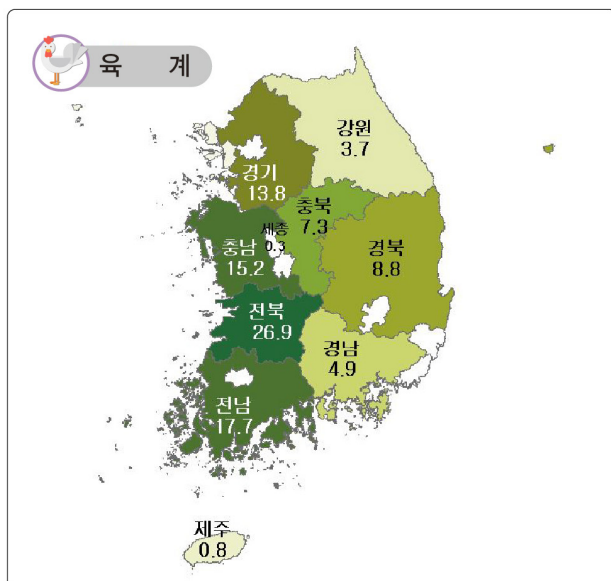 육 계
강원
3.7
경기
13.8
충북
7.3
세종
0.3
충남
15.2
경북
8.8
전북
26.9
경남
4.9
전남
17.7
제주
0.8